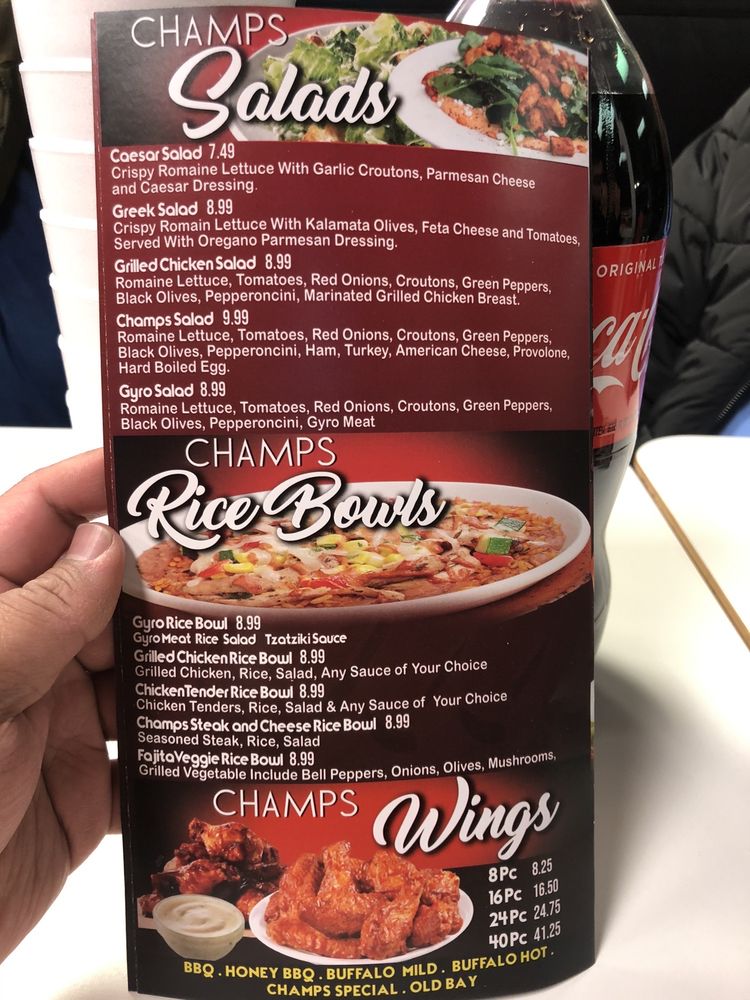 CHAMPS
Salads
Caesar Salad 7.49
Crispy Romaine Lettuce With Garlic Croutons, Parmesan Cheese
and Caesar Dressing.
Greek Salad 8.99
Crispy Romain Lettuce With Kalamata Olives, Feta Cheese and Tomatoes,
Served With Oregano Parmesan Dressing.
Grilled Chicken Salad 8.99
Romaine Lettuce, Tomatoes, Red Onions, Croutons, Green Peppers,
Black Olives, Pepperoncini, Marinated Grilled Chicken Breast.
Champs Salad 9.99
Romaine Lettuce, Tomatoes, Red Onions, Croutons, Green Peppers,
Black Olives, Pepperoncini, Ham, Turkey, American Cheese, Provolone,
Hard Boiled Egg.
Gyro Salad 8.99
Romaine Lettuce, Tomatoes, Red Onions, Croutons, Green Peppers,
Black Olives, Pepperoncini, Gyro Meat
CHAMPS
Rice Bowls
Gyro Rice Bowl 8.99
Gyro Meat Rice Salad Tzatziki Sauce
Grilled Chicken Rice Bowl 8.99
Grilled Chicken, Rice, Salad, Any Sauce of Your Choice
Chicken Tender Rice Bowl 8.99
Chicken Tenders, Rice, Salad & Any Sauce of Your Choice
Champs Steak and Cheese Rice Bowl 8.99
Seasoned Steak, Rice, Salad
Fajita Veggie Rice Bowl 8.99
Grilled Vegetable Include Bell Peppers, Onions, Olives, Mushrooms,
CHAMPS
Wings
8 Pc 8.25
16 Pc 16.50
24 Pc 24.75
40 Pc 41.25
BBQ . HONEY BBQ . BUFFALO MILD . BUFFALO HOT .
CHAMPS SPECIAL . OLD BAY
ORIGINAL